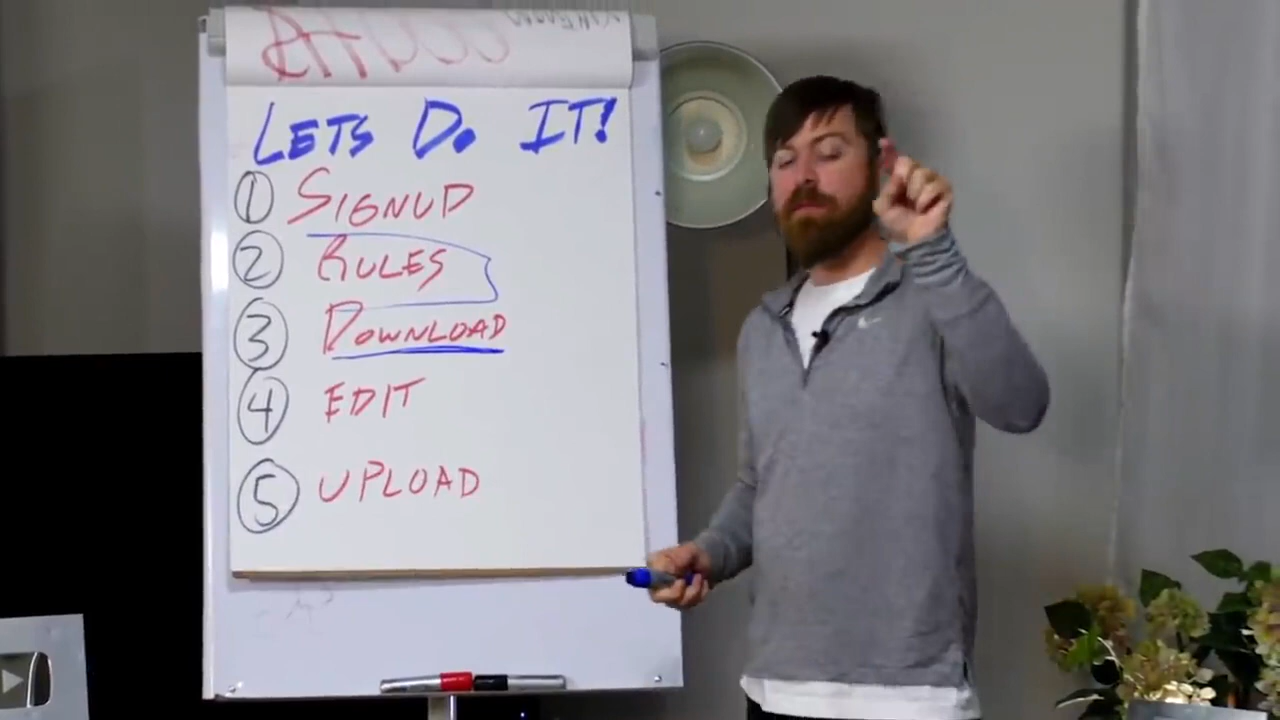 LETS DO IT!
1 SIGNUP
2 RULES
3 DOWNLOAD
4 EDIT
5 UPLOAD